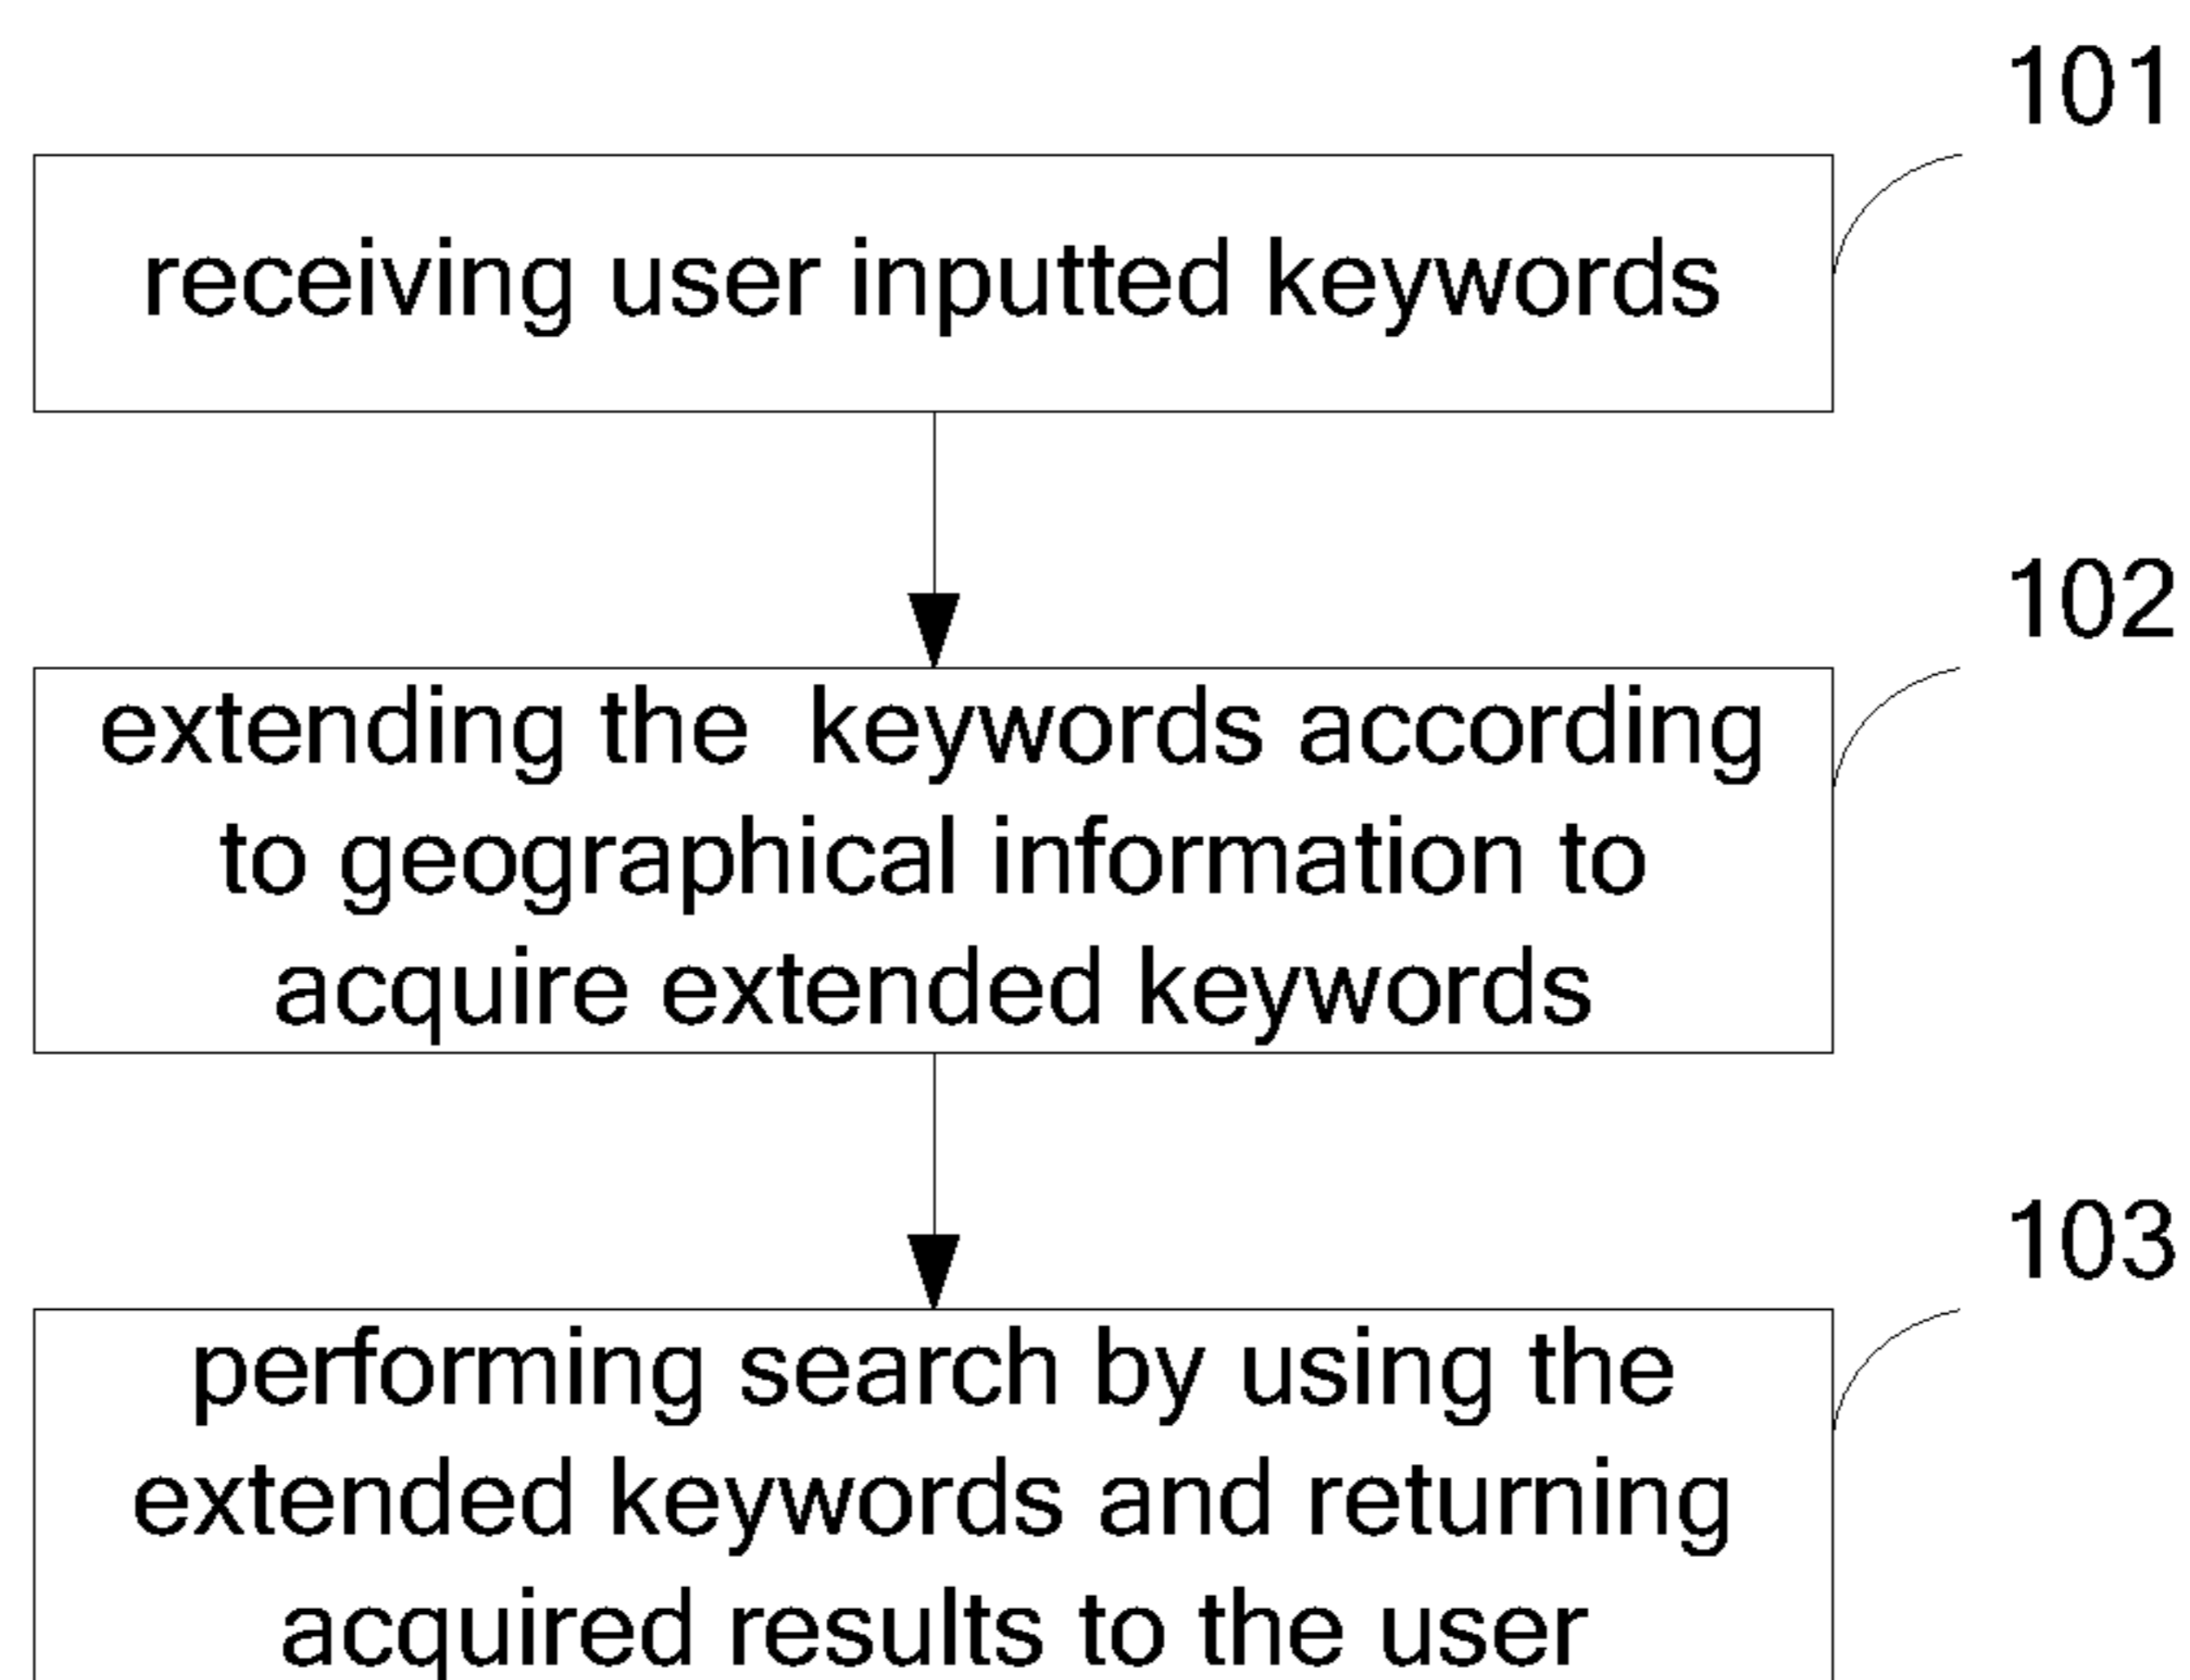 101
receiving user inputted keywords
102
extending the keywords according
to geographical information to
acquire extended keywords
103
performing search by using the
extended keywords and returning
acquired results to the user